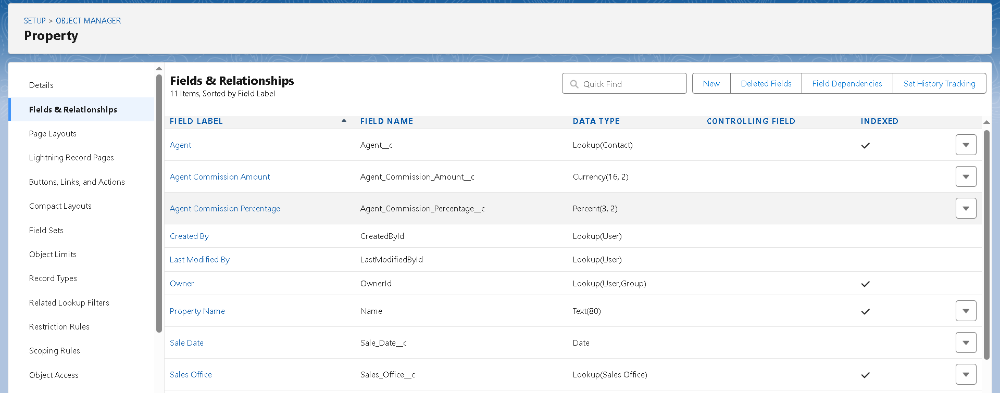 SETUP > OBJECT MANAGER
Property
Details
Fields & Relationships
Page Layouts
Lightning Record Pages
Buttons, Links, and Actions
Compact Layouts
Field Sets
Object Limits
Record Types
Related Lookup Filters
Restriction Rules
Scoping Rules
Object Access
Fields & Relationships
11 Items, Sorted by Field Label
Quick Find
New Deleted Fields Field Dependencies Set History Tracking
FIELD LABEL FIELD NAME DATA TYPE CONTROLLING FIELD INDEXED
Agent Agent__c Lookup(Contact)
Agent Commission Amount Agent_Commission_Amount__c Currency(16, 2)
Agent Commission Percentage Agent_Commission_Percentage__c Percent(3, 2)
Created By CreatedById Lookup(User)
Last Modified By LastModifiedById Lookup(User)
Owner OwnerId Lookup(User,Group)
Property Name Name Text(80)
Sale Date Sale_Date__c Date
Sales Office Sales_Office__c Lookup(Sales Office)